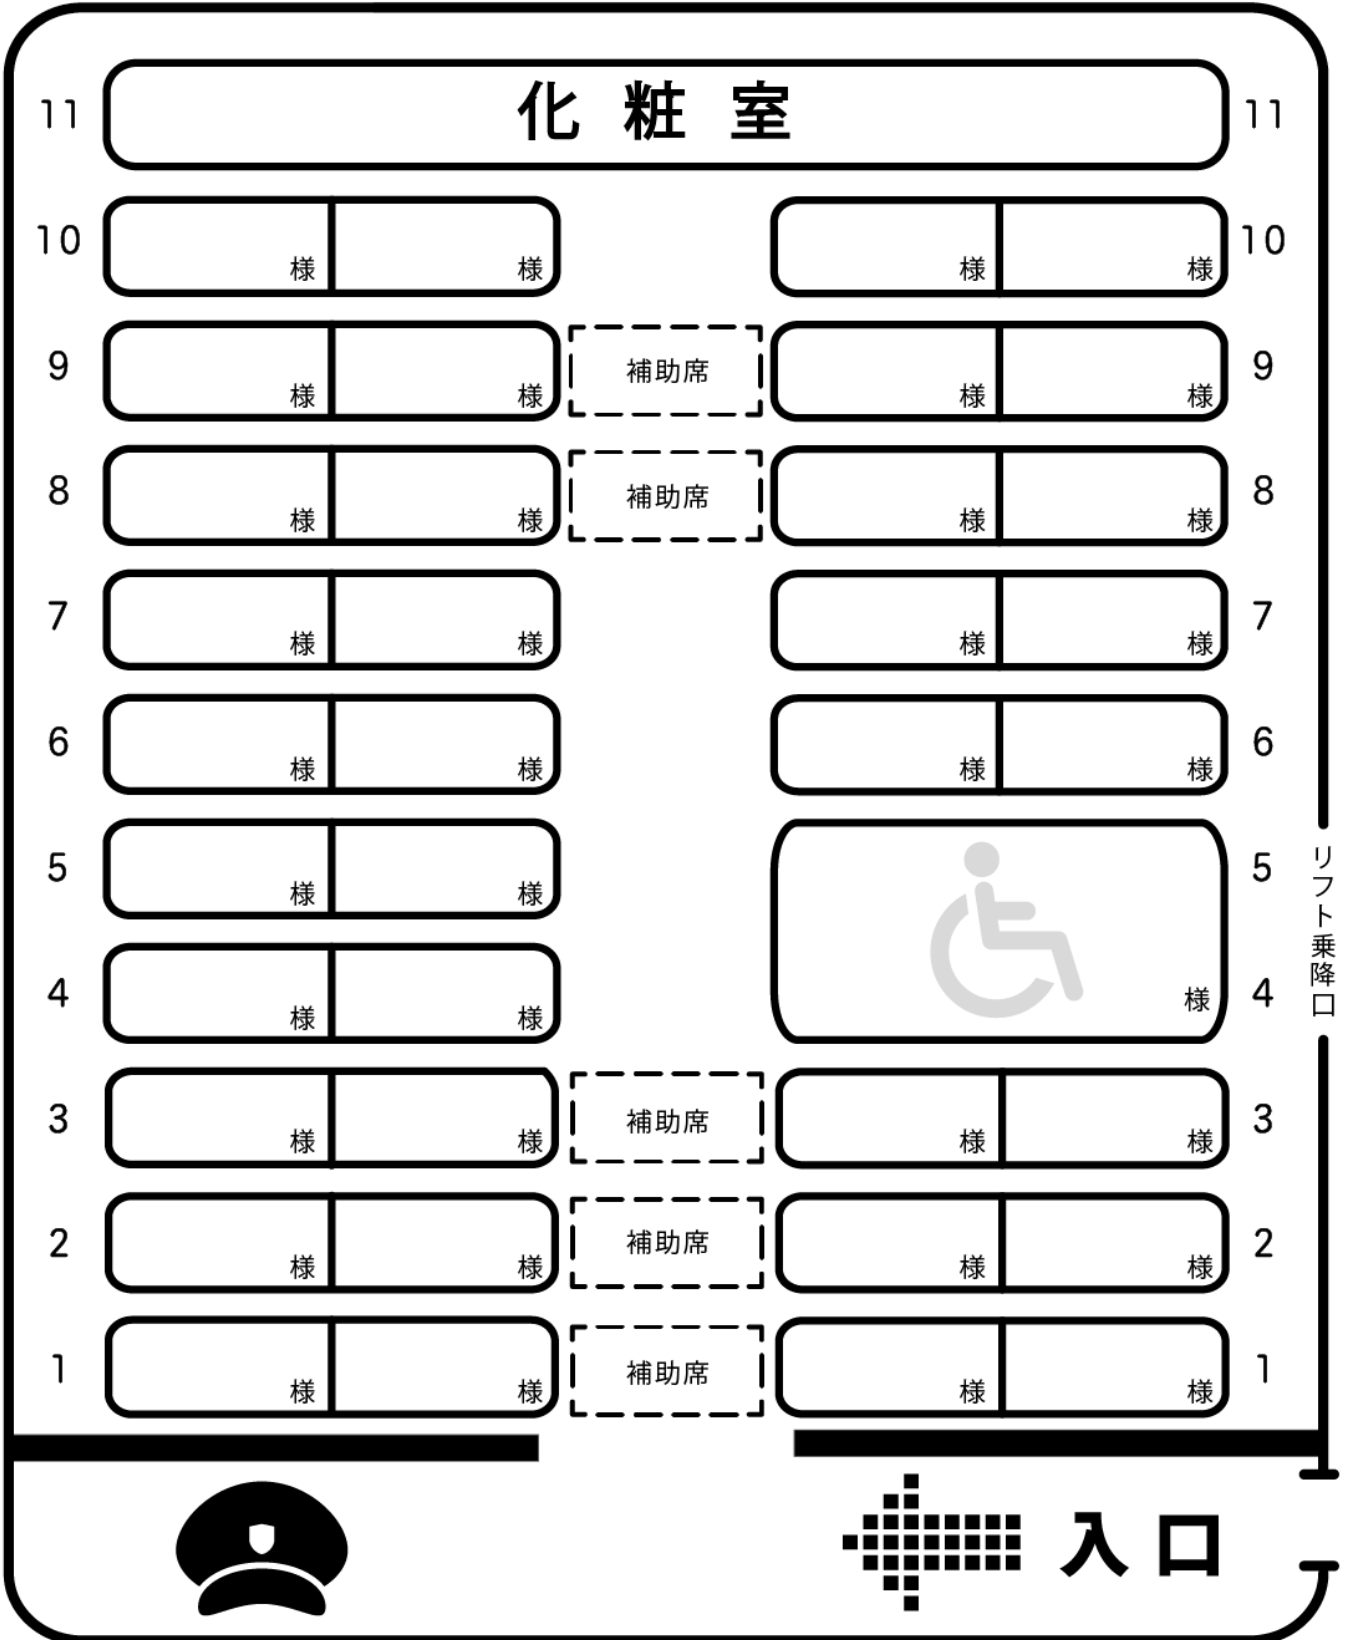 11 化粧室 11
10 様 様 様 様 10
9 様 様 補助席 様 様 9
8 様 様 補助席 様 様 8
7 様 様 様 様 7
6 様 様 様 様 6
5 様 様 5
リフト乗降口
4 様 様 様 4
3 様 様 補助席 様 様 3
2 様 様 補助席 様 様 2
1 様 様 補助席 様 様 1
入口